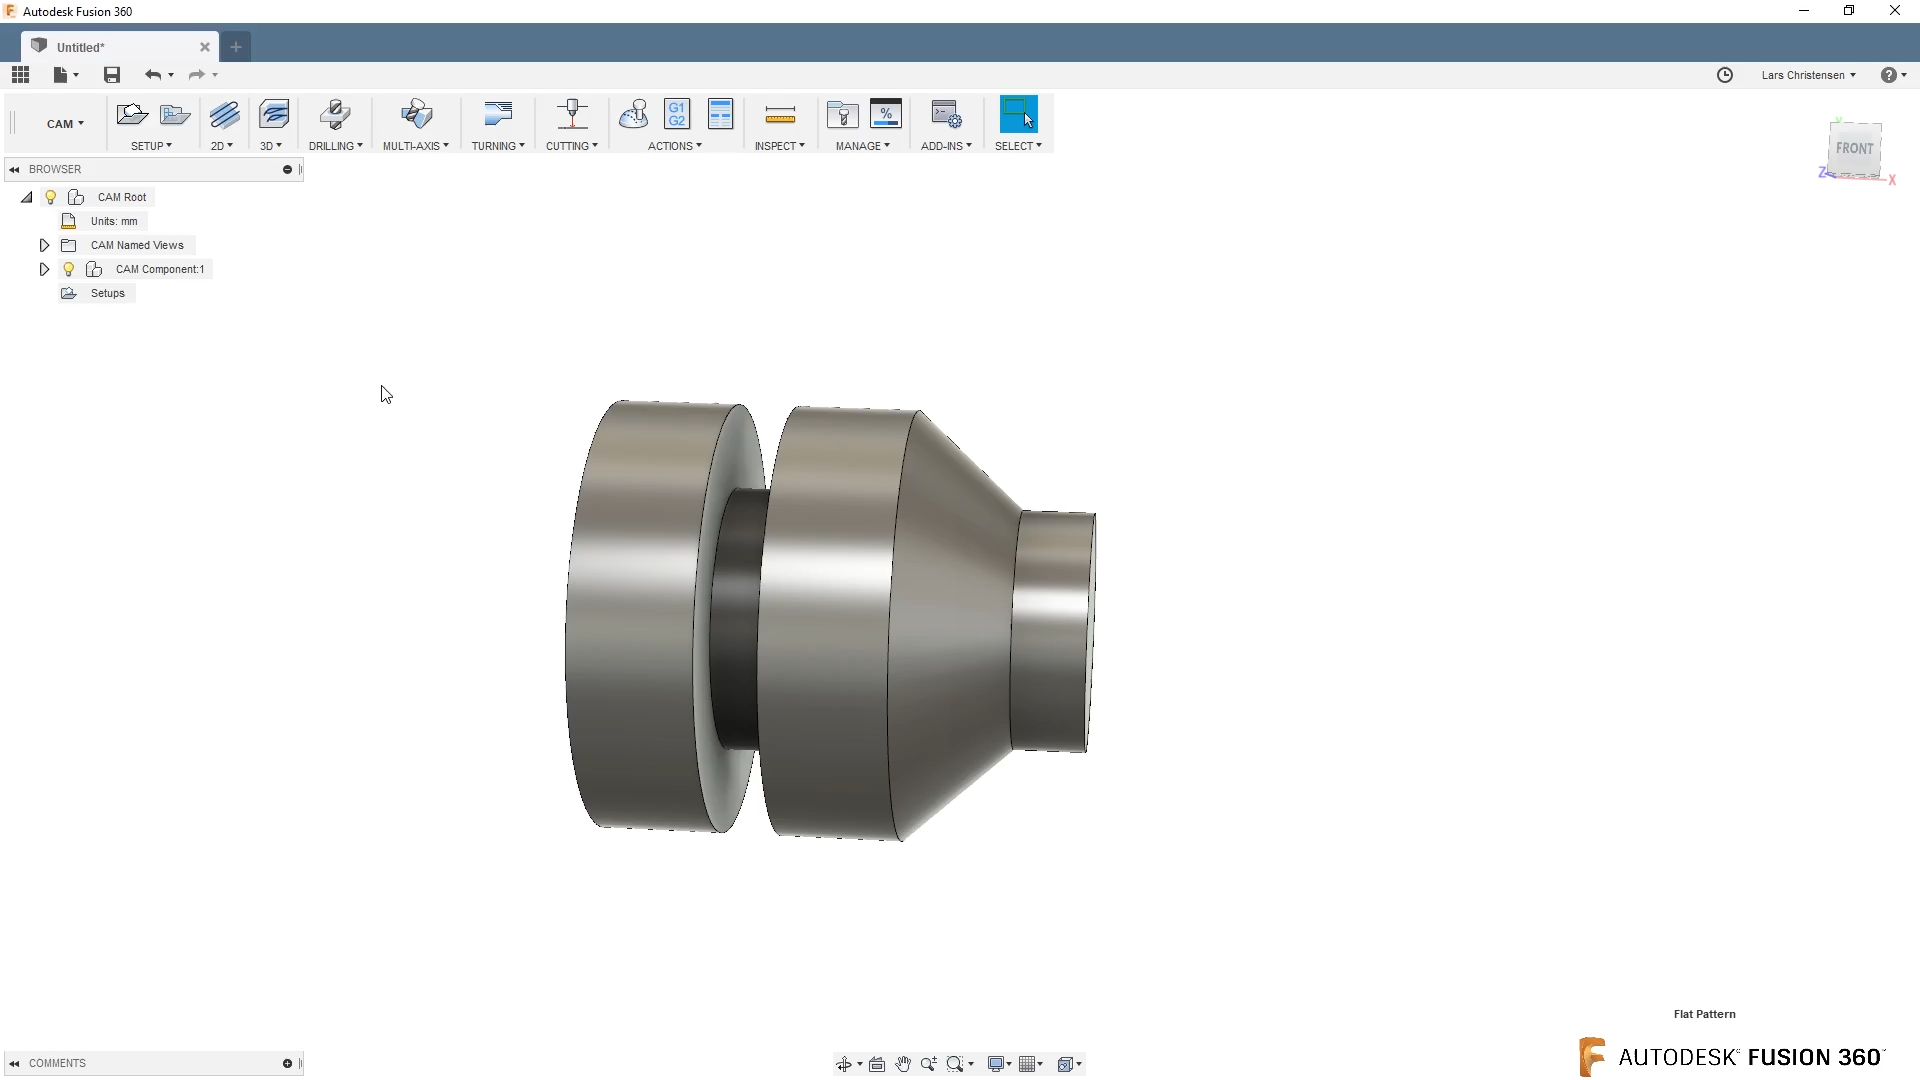 Autodesk Fusion 360
Untitled*
Lars Christensen
CAM
G1
G2
%
SETUP
2D
3D
DRILLING
MULTI-AXIS
TURNING
CUTTING
ACTIONS
INSPECT
MANAGE
ADD-INS
SELECT
BROWSER
CAM Root
Units: mm
CAM Named Views
CAM Component:1
Setups
Y
FRONT
Z
X
Flat Pattern
AUTODESK® FUSION 360™
COMMENTS